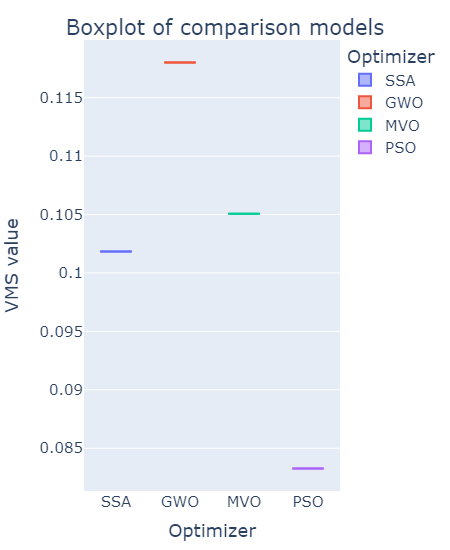 Boxplot of comparison models
Optimizer
SSA
GWO
MVO
PSO
VMS value
0.115
0.11
0.105
0.1
0.095
0.09
0.085
SSA
GWO
MVO
PSO
Optimizer